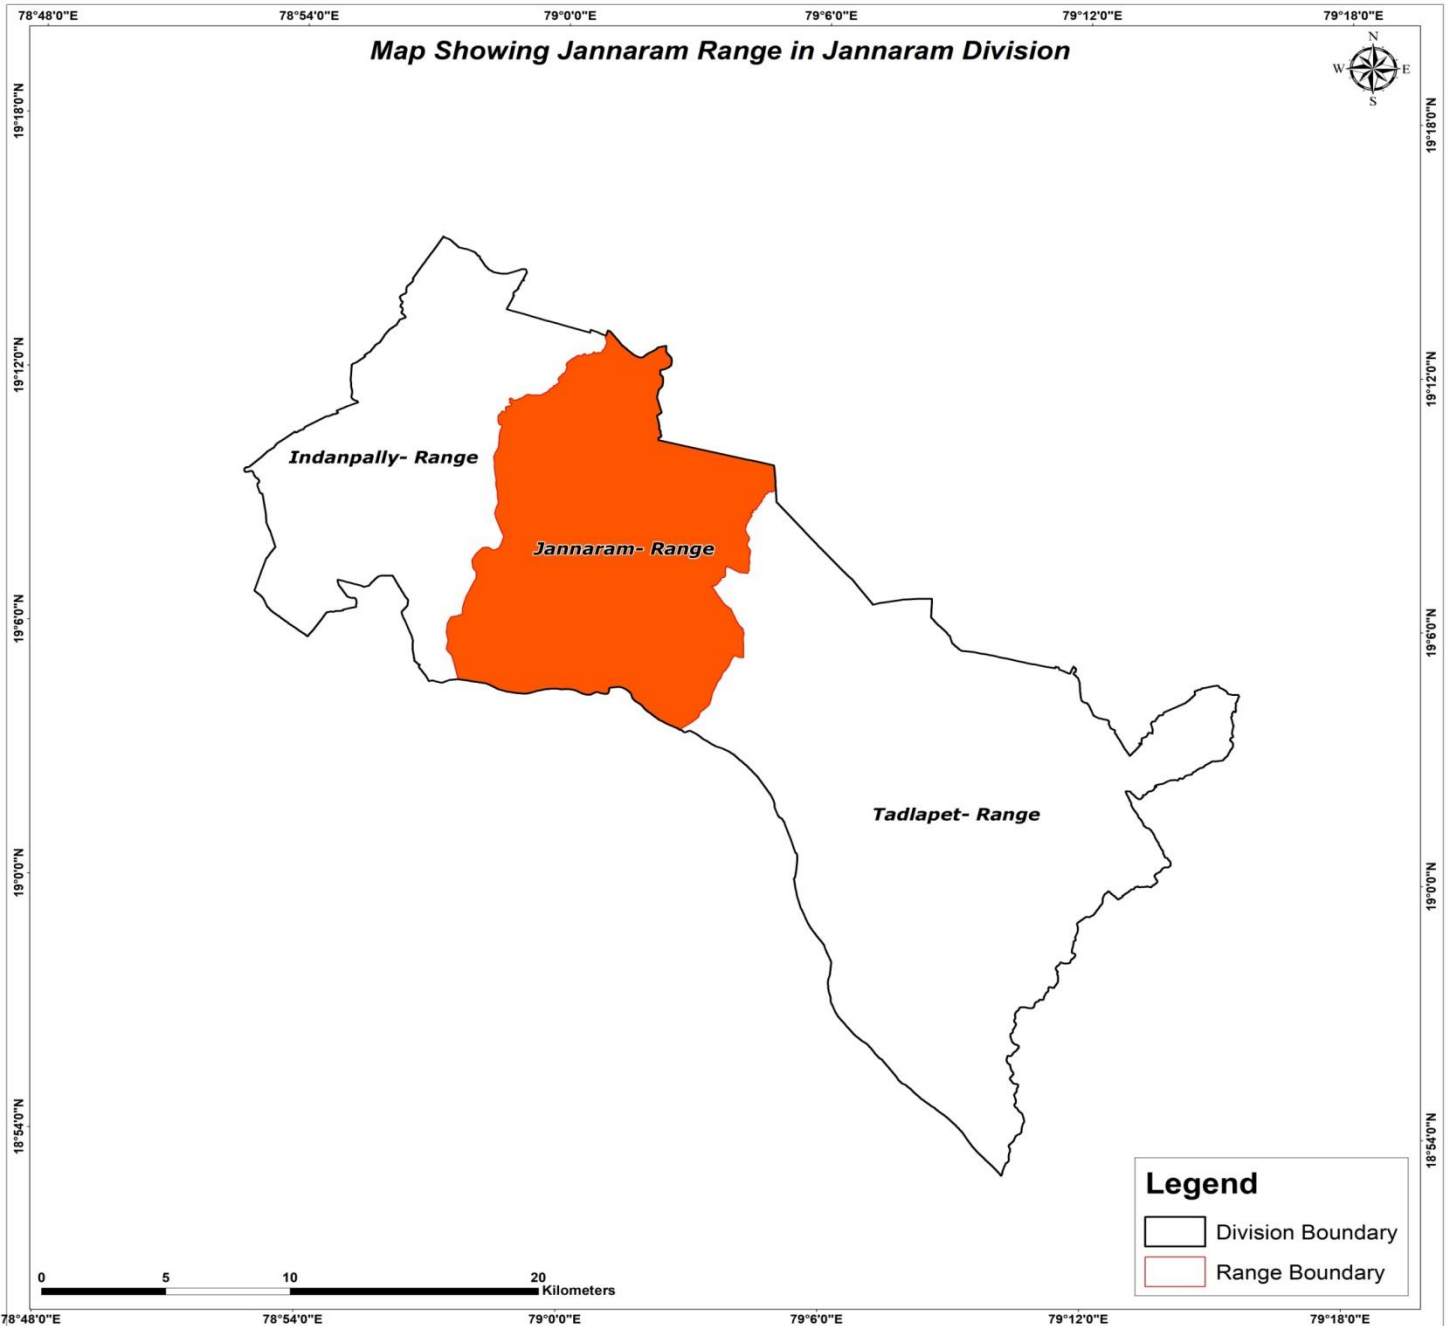 78°48'0"E 78°54'0"E 79°0'0"E 79°6'0"E 79°12'0"E 79°18'0"E
Map Showing Jannaram Range in Jannaram Division
N
W E
S
19°18'0"N 19°18'0"N
19°12'0"N 19°12'0"N
Indanpally- Range
Jannaram- Range
19°6'0"N 19°6'0"N
Tadlapet- Range
19°0'0"N 19°0'0"N
18°54'0"N 18°54'0"N
Legend
Division Boundary
Range Boundary
0 5 10 20
Kilometers
78°48'0"E 78°54'0"E 79°0'0"E 79°6'0"E 79°12'0"E 79°18'0"E